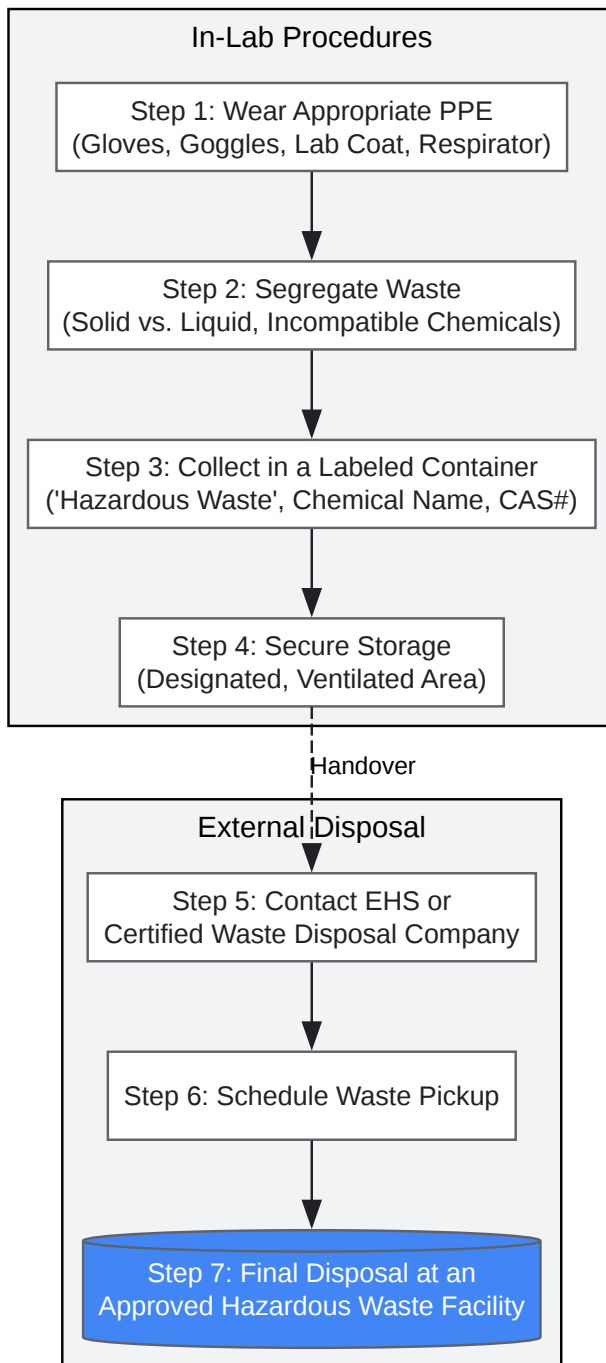 In-Lab Procedures
Step 1: Wear Appropriate PPE
(Gloves, Goggles, Lab Coat, Respirator)
Step 2: Segregate Waste
(Solid vs. Liquid, Incompatible Chemicals)
Step 3: Collect in a Labeled Container
('Hazardous Waste', Chemical Name, CAS#)
Step 4: Secure Storage
(Designated, Ventilated Area)
Handover
External Disposal
Step 5: Contact EHS or
Certified Waste Disposal Company
Step 6: Schedule Waste Pickup
Step 7: Final Disposal at an
Approved Hazardous Waste Facility